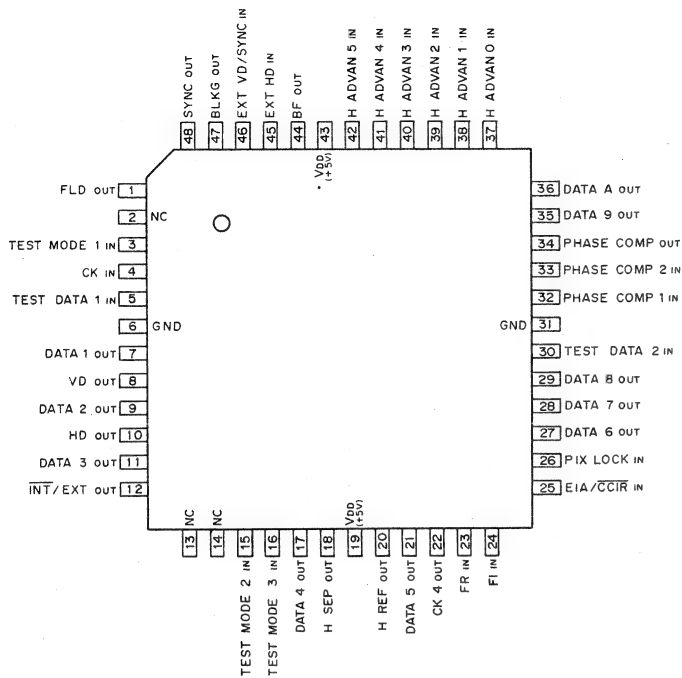 48 SYNC OUT
47 BLKG OUT
46 EXT VD/SYNC IN
45 EXT HD IN
44 BF OUT
43 VDD (+5V)
42 H ADVAN 5 IN
41 H ADVAN 4 IN
40 H ADVAN 3 IN
39 H ADVAN 2 IN
38 H ADVAN 1 IN
37 H ADVAN 0 IN
FLD OUT 1
2 NC
TEST MODE 1 IN 3
CK IN 4
TEST DATA 1 IN 5
6 GND
DATA 1 OUT 7
VD OUT 8
DATA 2 OUT 9
HD OUT 10
DATA 3 OUT 11
INT/EXT OUT 12
36 DATA A OUT
35 DATA 9 OUT
34 PHASE COMP OUT
33 PHASE COMP 2 IN
32 PHASE COMP 1 IN
GND 31
30 TEST DATA 2 IN
29 DATA 8 OUT
28 DATA 7 OUT
27 DATA 6 OUT
26 PIX LOCK IN
25 EIA/CCIR IN
13 NC
14 NC
TEST MODE 2 IN 15
TEST MODE 3 IN 16
DATA 4 OUT 17
H SEP OUT 18
19 VDD (+5V)
H REF OUT 20
DATA 5 OUT 21
CK 4 OUT 22
FR IN 23
FI IN 24